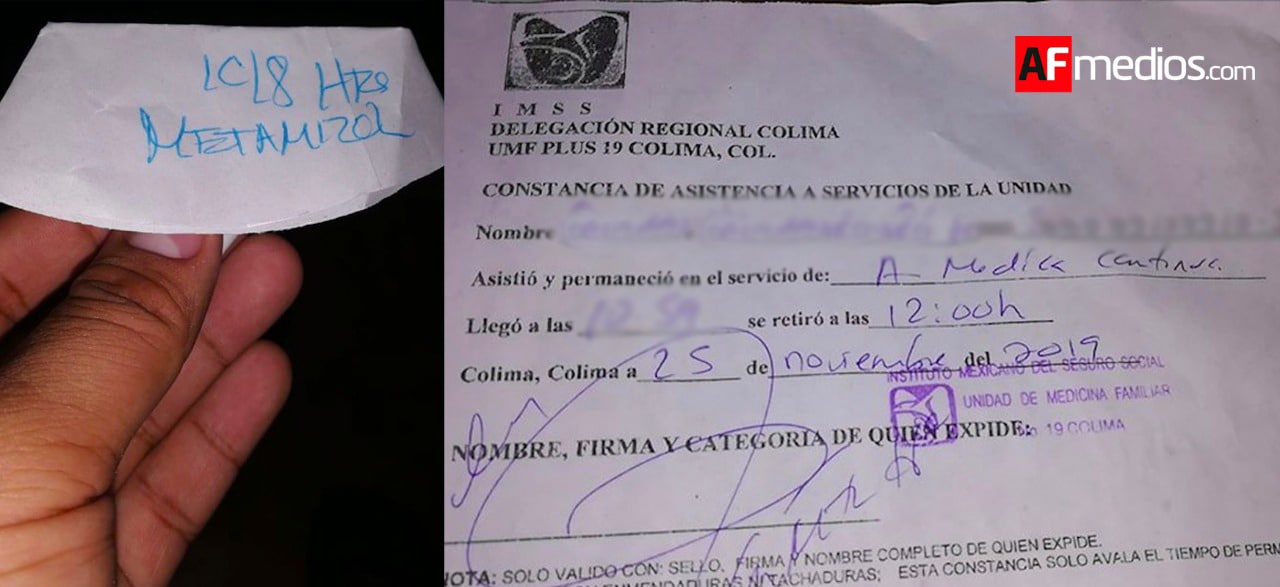 1C/8 HRS
METAMIZOL
AFmedios.com
IMSS
DELEGACIÓN REGIONAL COLIMA
UMF PLUS 19 COLIMA, COL.
CONSTANCIA DE ASISTENCIA A SERVICIOS DE LA UNIDAD
Nombre
Asistió y permaneció en el servicio de: A Medica Continua.
Llegó a las se retiró a las 12:00h
Colima, Colima a 25 de noviembre del 2019
INSTITUTO MEXICANO DEL SEGURO SOCIAL
UNIDAD DE MEDICINA FAMILIAR
19 COLIMA
NOMBRE, FIRMA Y CATEGORIA DE QUIEN EXPIDE:
NOTA: SOLO VALIDO CON: SELLO, FIRMA Y NOMBRE COMPLETO DE QUIEN EXPIDE.
ENMENDADURAS NI TACHADURAS; ESTA CONSTANCIA SOLO AVALA EL TIEMPO DE PERM